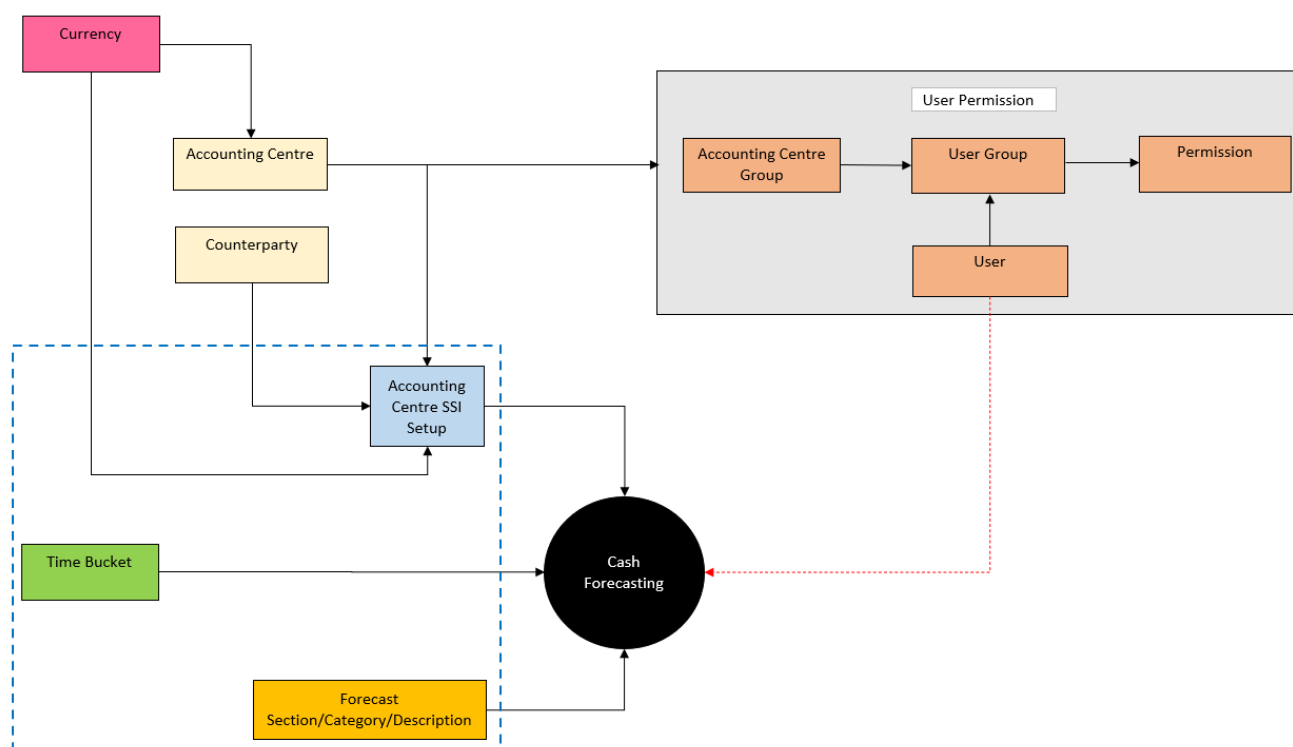 Currency
User Permission
Accounting Centre
Accounting Centre
Group
User Group
Permission
Counterparty
User
Accounting
Centre SSI
Setup
Time Bucket
Cash
Forecasting
Forecast
Section/Category/Description